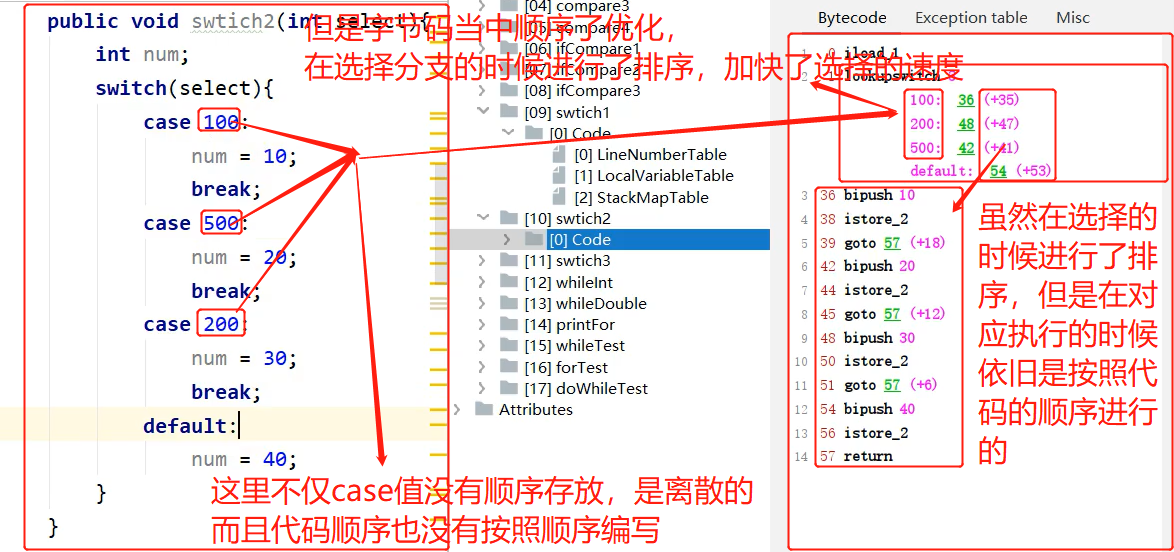 public void swtich2(int select){
int num;
switch(select){
case 100:
num = 10;
break;
case 500:
num = 20;
break;
case 200:
num = 30;
break;
default:
num = 40;
}
}
但是字节码当中顺序了优化，
在选择分支的时候进行了排序，加快了选择的速度
这里不仅case值没有顺序存放，是离散的
而且代码顺序也没有按照顺序编写
[04] compare3
[05] compare4
[06] ifCompare1
[07] ifCompare2
[08] ifCompare3
[09] swtich1
[0] Code
[0] LineNumberTable
[1] LocalVariableTable
[2] StackMapTable
[10] swtich2
[0] Code
[11] swtich3
[12] whileInt
[13] whileDouble
[14] printFor
[15] whileTest
[16] forTest
[17] doWhileTest
Attributes
Bytecode Exception table Misc
1 0 iload_1
2 lookupswitch
100: 36 (+35)
200: 48 (+47)
500: 42 (+41)
default: 54 (+53)
3 36 bipush 10
4 38 istore_2
5 39 goto 57 (+18)
6 42 bipush 20
7 44 istore_2
8 45 goto 57 (+12)
9 48 bipush 30
10 50 istore_2
11 51 goto 57 (+6)
12 54 bipush 40
13 56 istore_2
14 57 return
虽然在选择的
时候进行了排
序，但是在对
应执行的时候
依旧是按照代
码的顺序进行
的